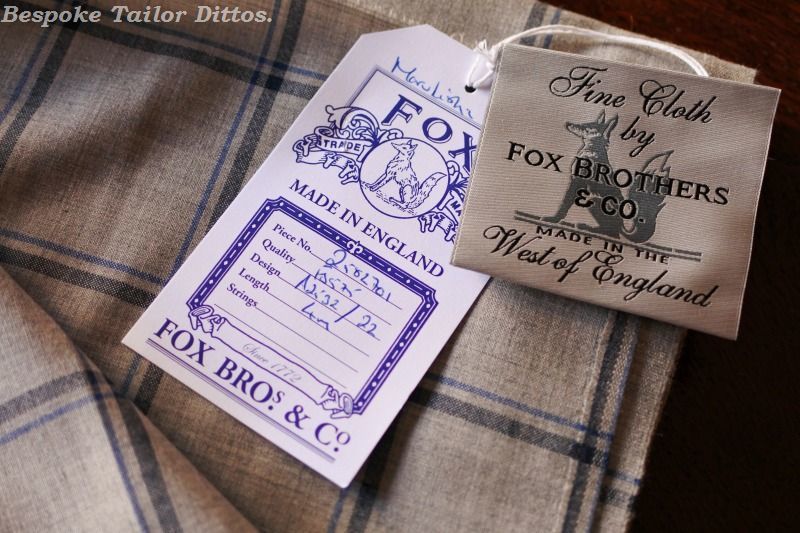 Bespoke Tailor Dittos.
FOX
TRADE
MADE IN ENGLAND
Piece No.
Quality
Design
Length
Strings
Since 1772
FOX BROS. & CO.
Fine Cloth
by
FOX BROTHERS
& CO.
MADE IN THE
West of England